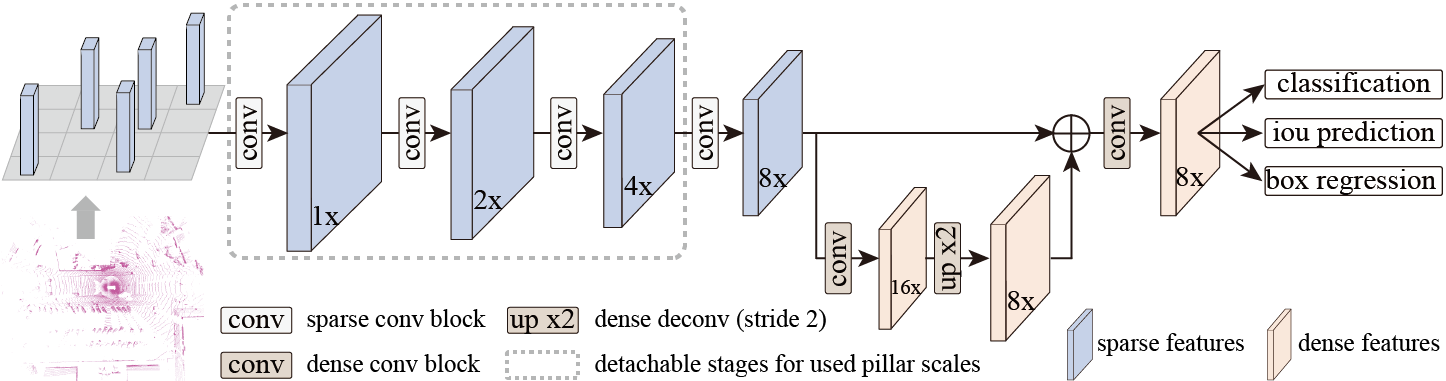 conv
1x
conv
2x
conv
4x
conv
8x
conv
16x
up x2
8x
conv
8x
classification
iou prediction
box regression
conv sparse conv block
up x2 dense deconv (stride 2)
conv dense conv block
detachable stages for used pillar scales
sparse features
dense features